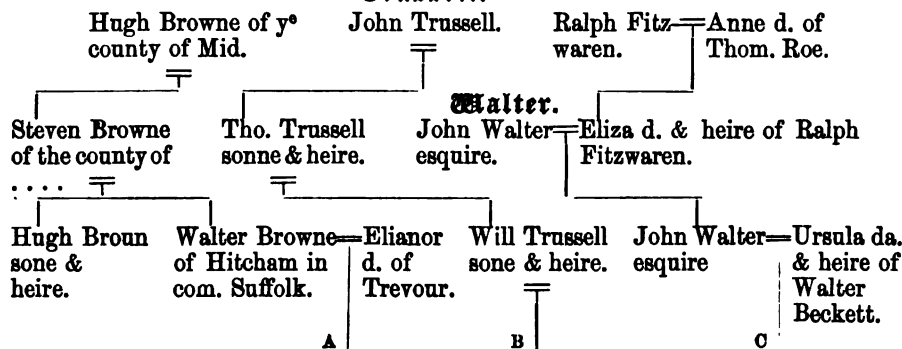 Hugh Browne of yᵉ county of Mid.
John Trussell.
Ralph Fitz-waren.
Anne d. of Thom. Roe.
Walter.
Steven Browne of the county of ....
Tho. Trussell sonne & heire.
John Walter esquire.
Eliza d. & heire of Ralph Fitzwaren.
Hugh Broun sone & heire.
Walter Browne of Hitcham in com. Suffolk.
Elianor d. of Trevour.
Will Trussell sone & heire.
John Walter esquire
Ursula da. & heire of Walter Beckett.
A
B
C